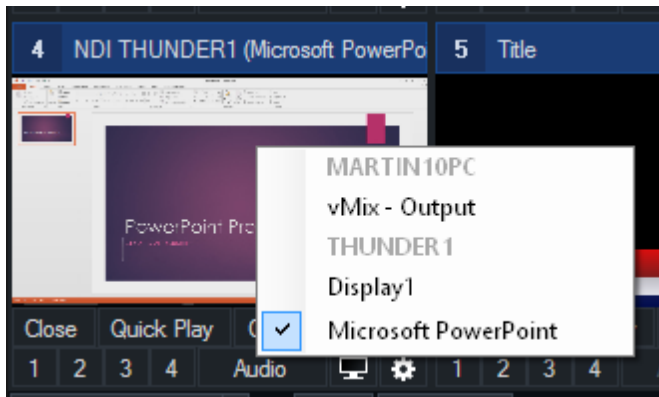 4 NDI THUNDER1 (Microsoft PowerPo
5 Title
MARTIN10PC
vMix - Output
THUNDER1
Display1
Microsoft PowerPoint
PowerPoint Pre
Close Quick Play
1 2 3 4 Audio
1 2 3 4